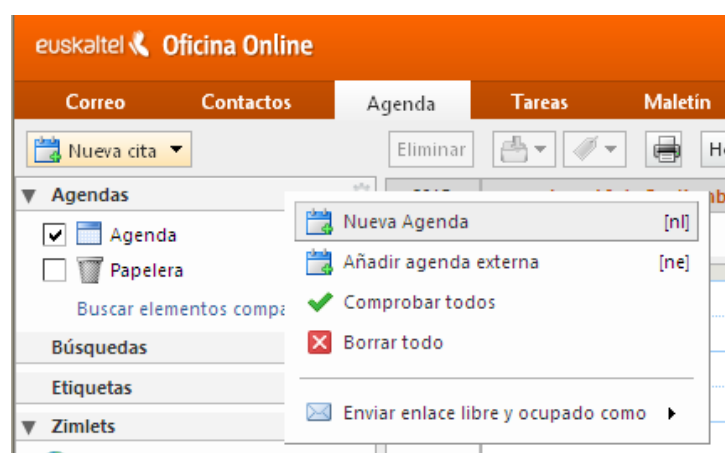 euskaltel Oficina Online
Correo Contactos Agenda Tareas Maletín
Nueva cita Eliminar
Agendas
Agenda
Papelera
Buscar elementos
Búsquedas
Etiquetas
Zimlets
Nueva Agenda [nl]
Añadir agenda externa [ne]
Comprobar todos
Borrar todo
Enviar enlace libre y ocupado como